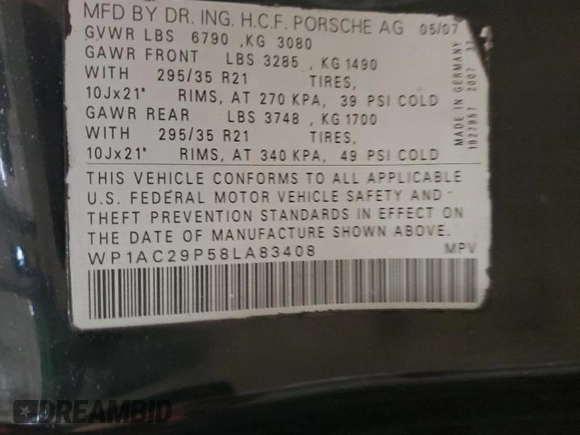 MFD BY DR. ING. H.C.F. PORSCHE AG 05/07
GVWR LBS 6790 ,KG 3080
GAWR FRONT LBS 3285 ,KG 1490
WITH 295/35 R21 TIRES,
10Jx21" RIMS, AT 270 KPA, 39 PSI COLD
GAWR REAR LBS 3748 ,KG 1700
WITH 295/35 R21 TIRES,
10Jx21" RIMS, AT 340 KPA, 49 PSI COLD
THIS VEHICLE CONFORMS TO ALL APPLICABLE
U.S. FEDERAL MOTOR VEHICLE SAFETY AND
THEFT PREVENTION STANDARDS IN EFFECT ON
THE DATE OF MANUFACTURE SHOWN ABOVE.
WP1AC29P58LA83408 MPV
MADE IN GERMANY
1927957 2007
DREAMBID